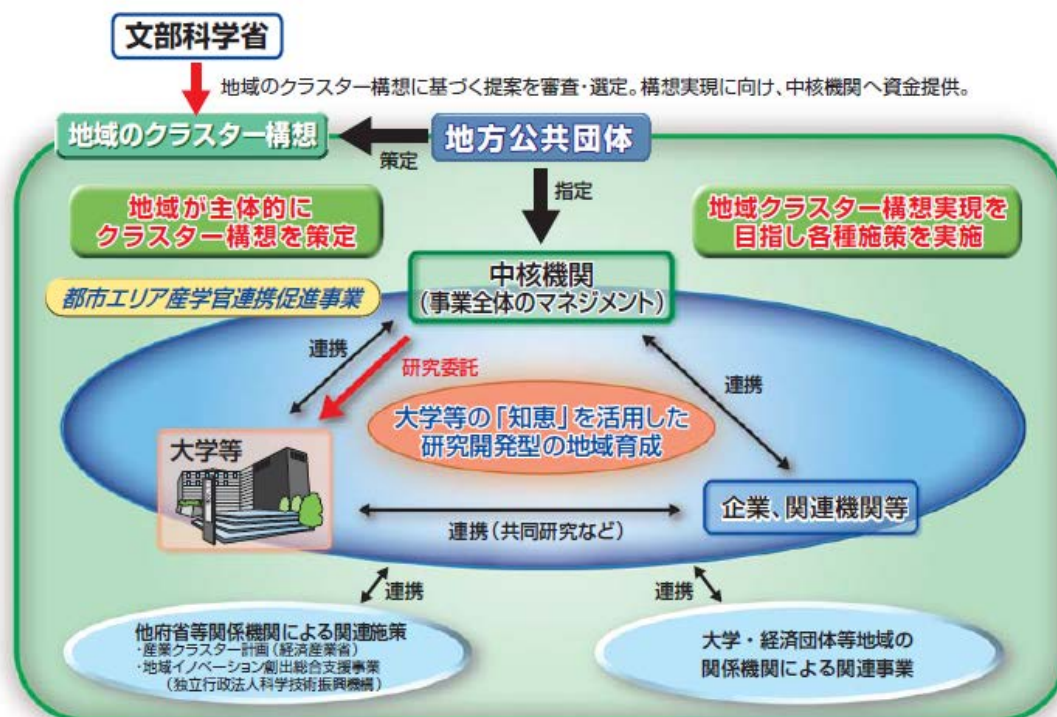 文部科学省
地域のクラスター構想に基づく提案を審査・選定。構想実現に向け、中核機関へ資金提供。
地域のクラスター構想
策定
地方公共団体
指定
地域が主体的に
クラスター構想を策定
地域クラスター構想実現を
目指し各種施策を実施
中核機関
(事業全体のマネジメント)
都市エリア産学官連携促進事業
連携
研究委託
連携
大学等の「知恵」を活用した
研究開発型の地域育成
大学等
企業、関連機関等
連携(共同研究など)
連携
連携
他府省等関係機関による関連施策
・産業クラスター計画(経済産業省)
・地域イノベーション創出総合支援事業
(独立行政法人科学技術振興機構)
大学・経済団体等地域の
関係機関による関連事業